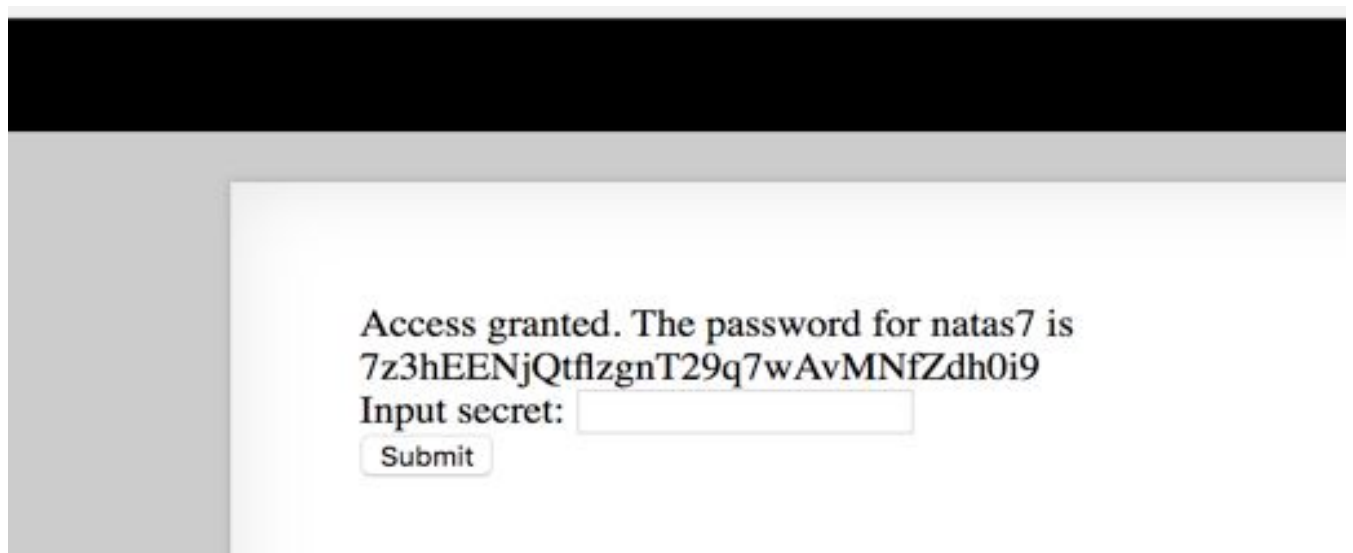 Access granted. The password for natas7 is
7z3hEENjQtflzgnT29q7wAvMNfZdh0i9
Input secret:
Submit